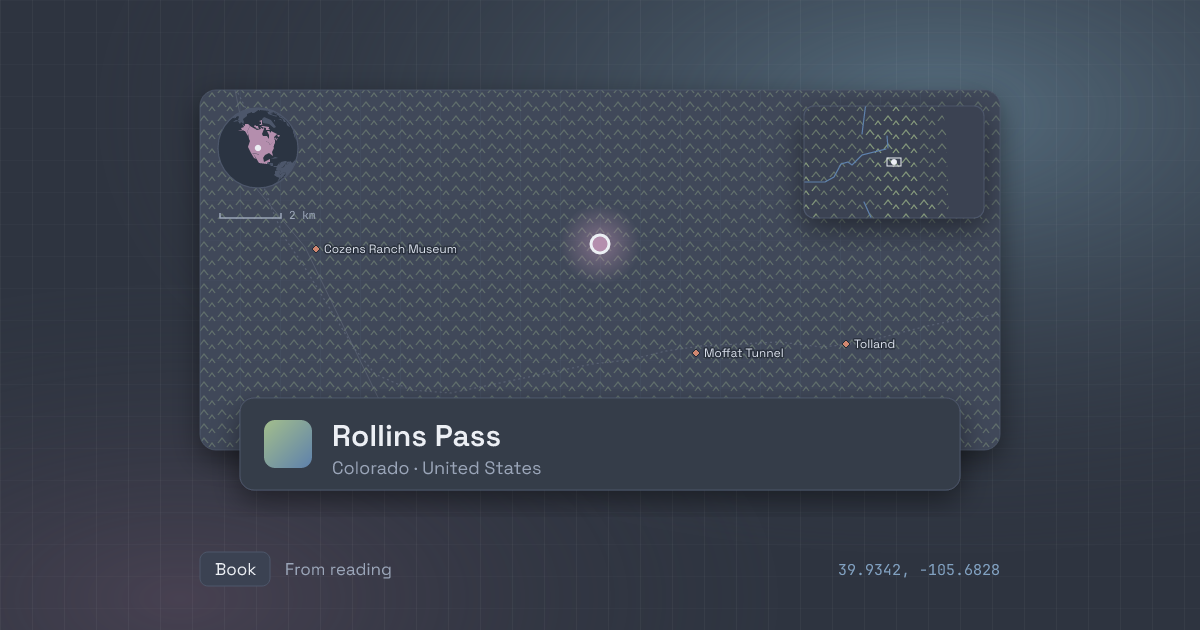 2 km
Cozens Ranch Museum
Moffat Tunnel
Tolland
Rollins Pass
Colorado · United States
Book
From reading
39.9342, -105.6828